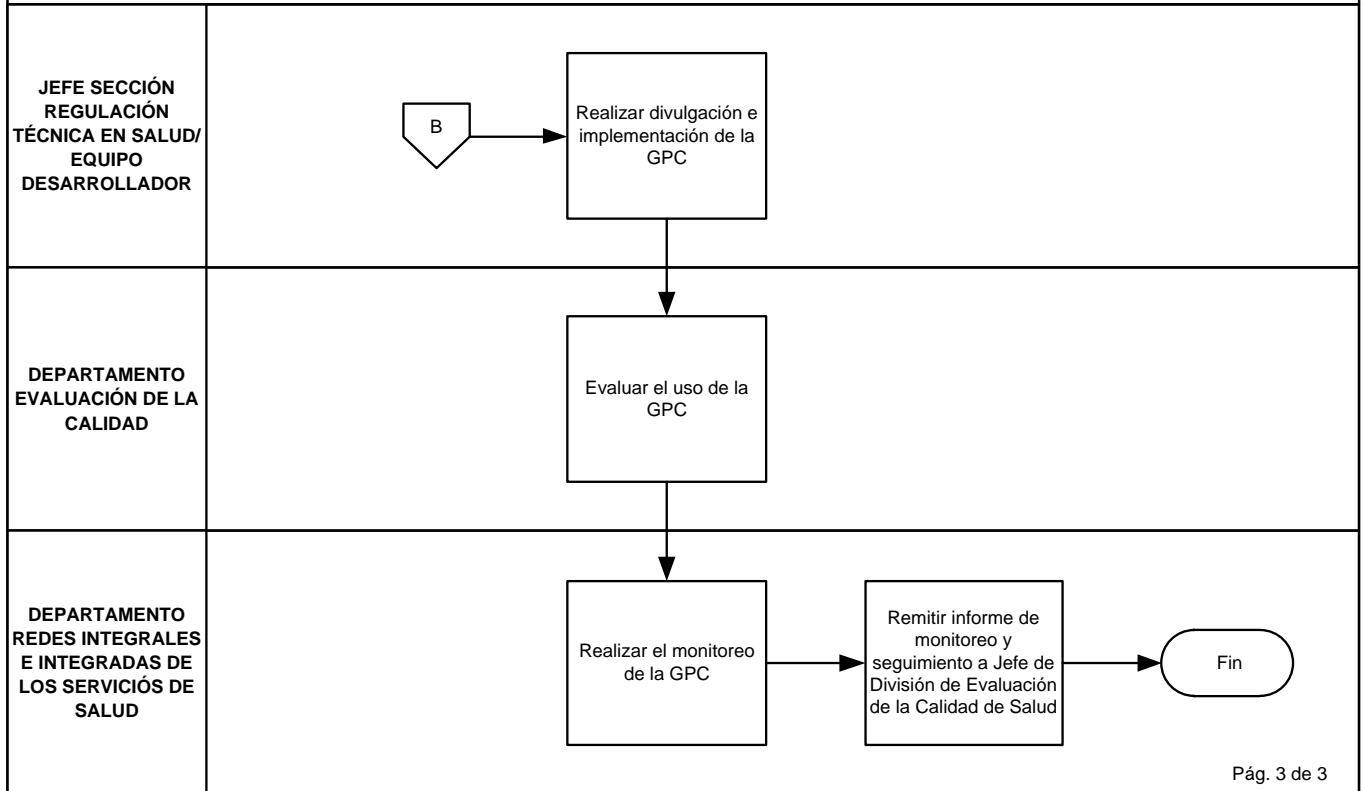 JEFE SECCIÓN
REGULACIÓN
TÉCNICA EN SALUD/
EQUIPO
DESARROLLADOR
B
Realizar divulgación e
implementación de la
GPC
DEPARTAMENTO
EVALUACIÓN DE LA
CALIDAD
Evaluar el uso de la
GPC
DEPARTAMENTO
REDES INTEGRALES
E INTEGRADAS DE
LOS SERVICIÓS DE
SALUD
Realizar el monitoreo
de la GPC
Remitir informe de
monitoreo y
seguimiento a Jefe de
División de Evaluación
de la Calidad de Salud
Fin
Pág. 3 de 3